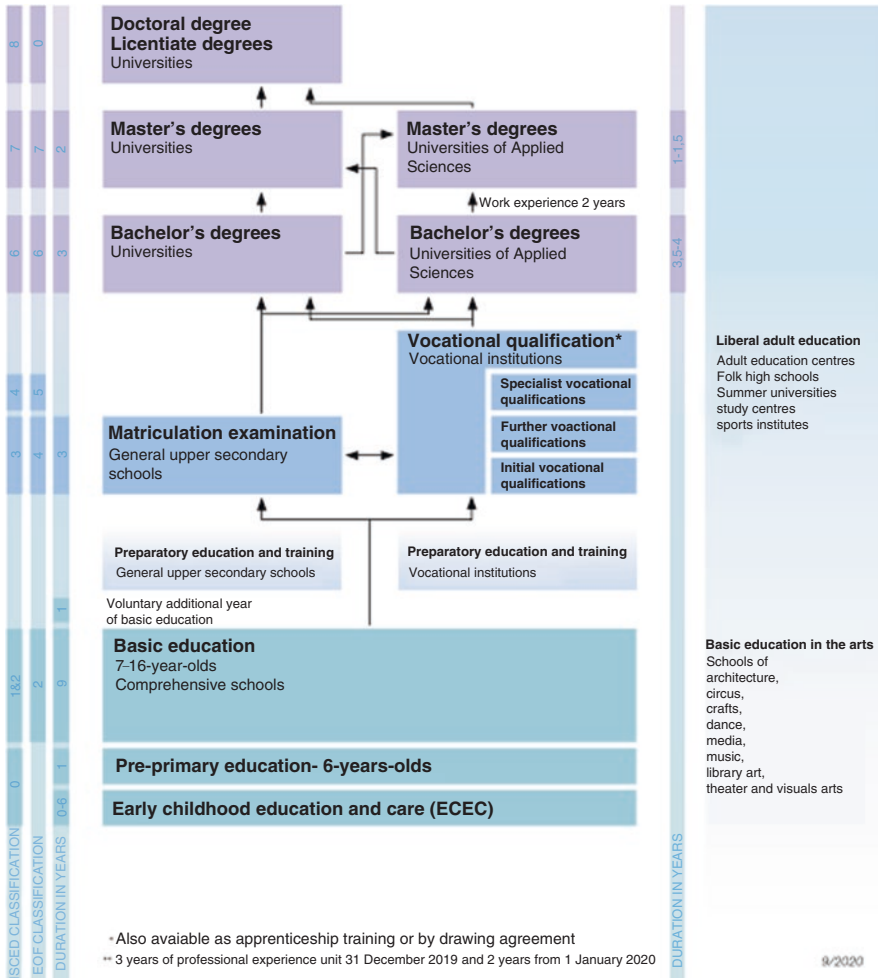 Doctoral degree
Licentiate degrees
Universities
8
0
Master's degrees
Universities
Master's degrees
Universities of Applied
Sciences
7
7
2
1-1,5
Work experience 2 years
Bachelor's degrees
Universities
Bachelor's degrees
Universities of Applied
Sciences
6
6
3
3,5-4
Vocational qualification*
Vocational institutions
Specialist vocational
qualifications
4
5
Further voactional
qualifications
Initial vocational
qualifications
Matriculation examination
General upper secondary
schools
3
4
3
Preparatory education and training
General upper secondary schools
Preparatory education and training
Vocational institutions
Voluntary additional year
of basic education
1
Basic education
7-16-year-olds
Comprehensive schools
1&2
2
9
Pre-primary education- 6-years-olds
0
1
Early childhood education and care (ECEC)
0-6
SCED CLASSIFICATION
EOF CLASSIFICATION
DURATION IN YEARS
DURATION IN YEARS
Liberal adult education
Adult education centres
Folk high schools
Summer universities
study centres
sports institutes
Basic education in the arts
Schools of
architecture,
circus,
crafts,
dance,
media,
music,
library art,
theater and visuals arts
*Also avaiable as apprenticeship training or by drawing agreement
** 3 years of professional experience unit 31 December 2019 and 2 years from 1 January 2020
9/2020